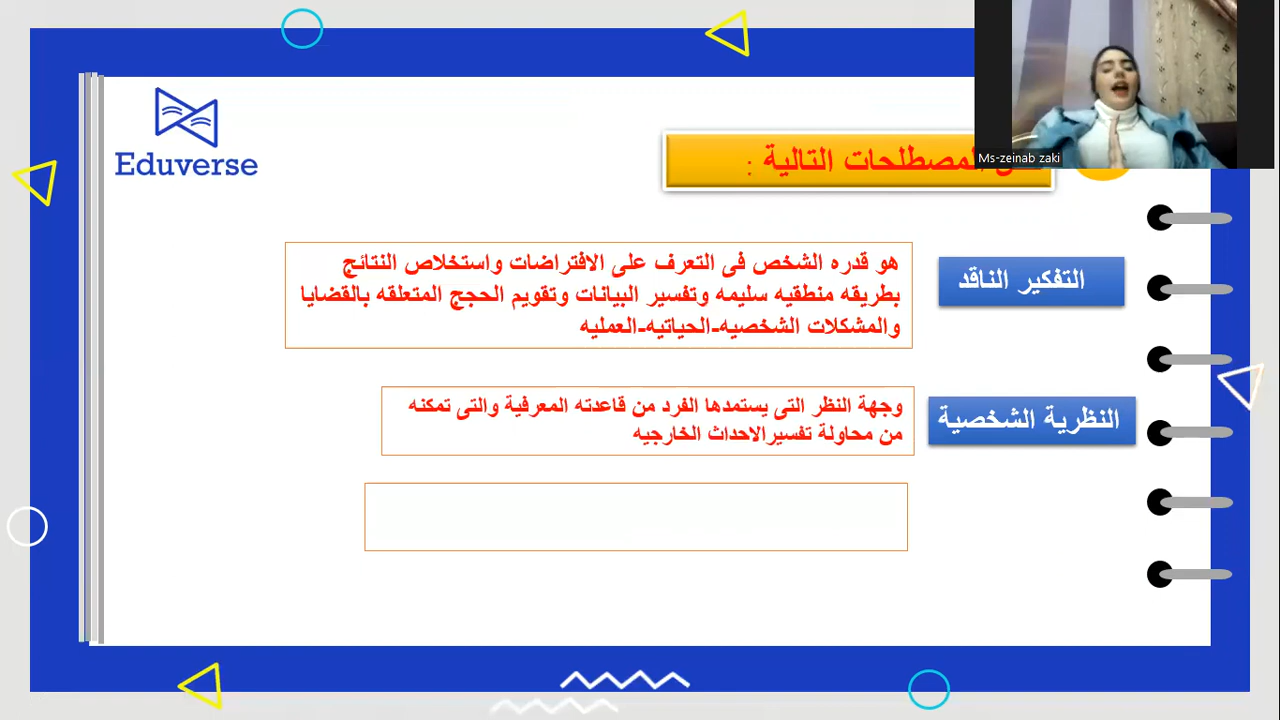 Eduverse
Ms-zeinab zaki
المصطلحات التالية :
التفكير الناقد
هو قدره الشخص فى التعرف على الافتراضات واستخلاص النتائج
بطريقه منطقيه سليمه وتفسير البيانات وتقويم الحجج المتعلقه بالقضايا
والمشكلات الشخصيه-الحياتيه-العمليه
النظرية الشخصية
وجهة النظر التى يستمدها الفرد من قاعدته المعرفية والتى تمكنه
من محاولة تفسيرالاحداث الخارجيه